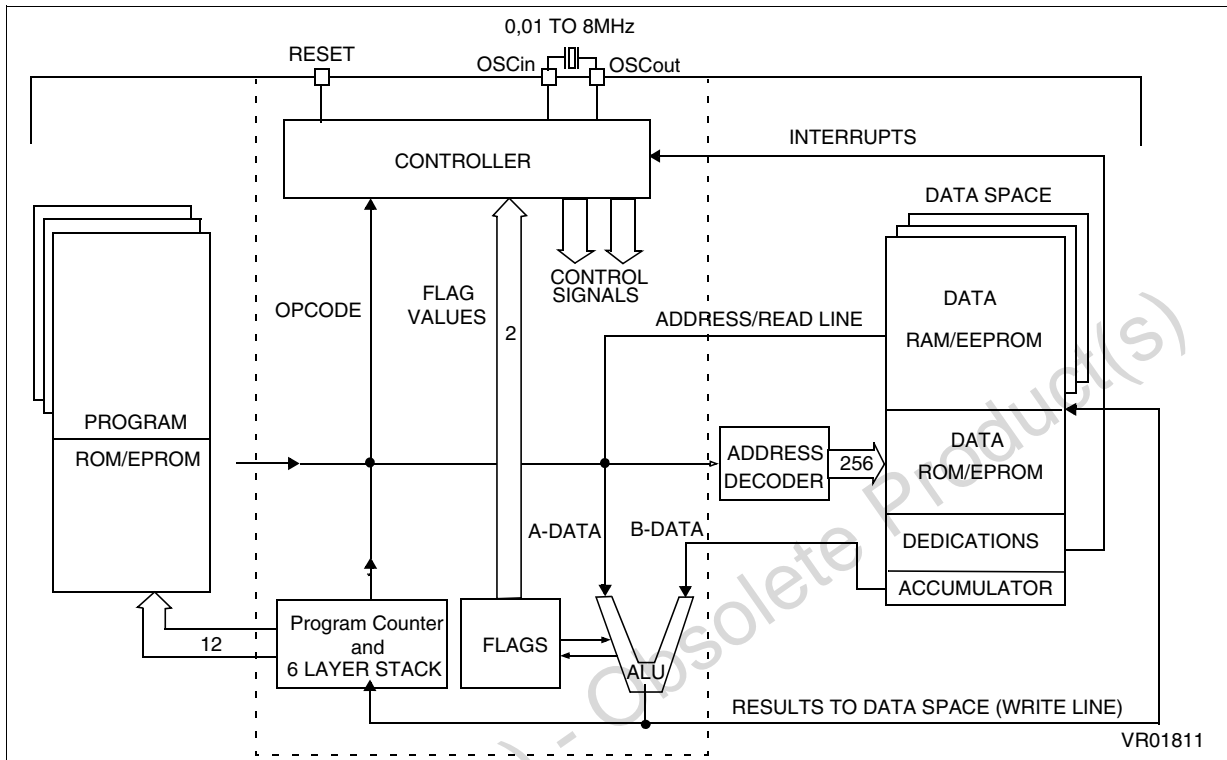 0,01 TO 8MHz
RESET
OSCin
OSCout
INTERRUPTS
CONTROLLER
DATA SPACE
CONTROL
SIGNALS
OPCODE
FLAG
VALUES
2
ADDRESS/READ LINE
DATA
RAM/EEPROM
PROGRAM
ROM/EPROM
ADDRESS
DECODER
256
DATA
ROM/EPROM
A-DATA
B-DATA
DEDICATIONS
ACCUMULATOR
12
Program Counter
and
6 LAYER STACK
FLAGS
ALU
RESULTS TO DATA SPACE (WRITE LINE)
VR01811
) - Obsolete Product(s)